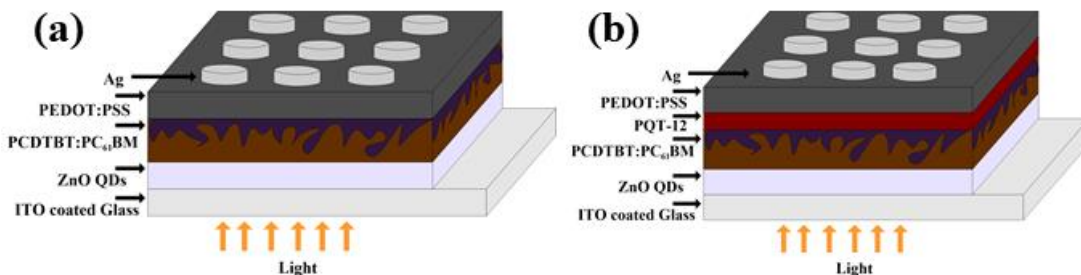 (a)
Ag
PEDOT:PSS
PCDTBT:PC₆₁BM
ZnO QDs
ITO coated Glass
Light
(b)
Ag
PEDOT:PSS
PQT-12
PCDTBT:PC₆₁BM
ZnO QDs
ITO coated Glass
Light